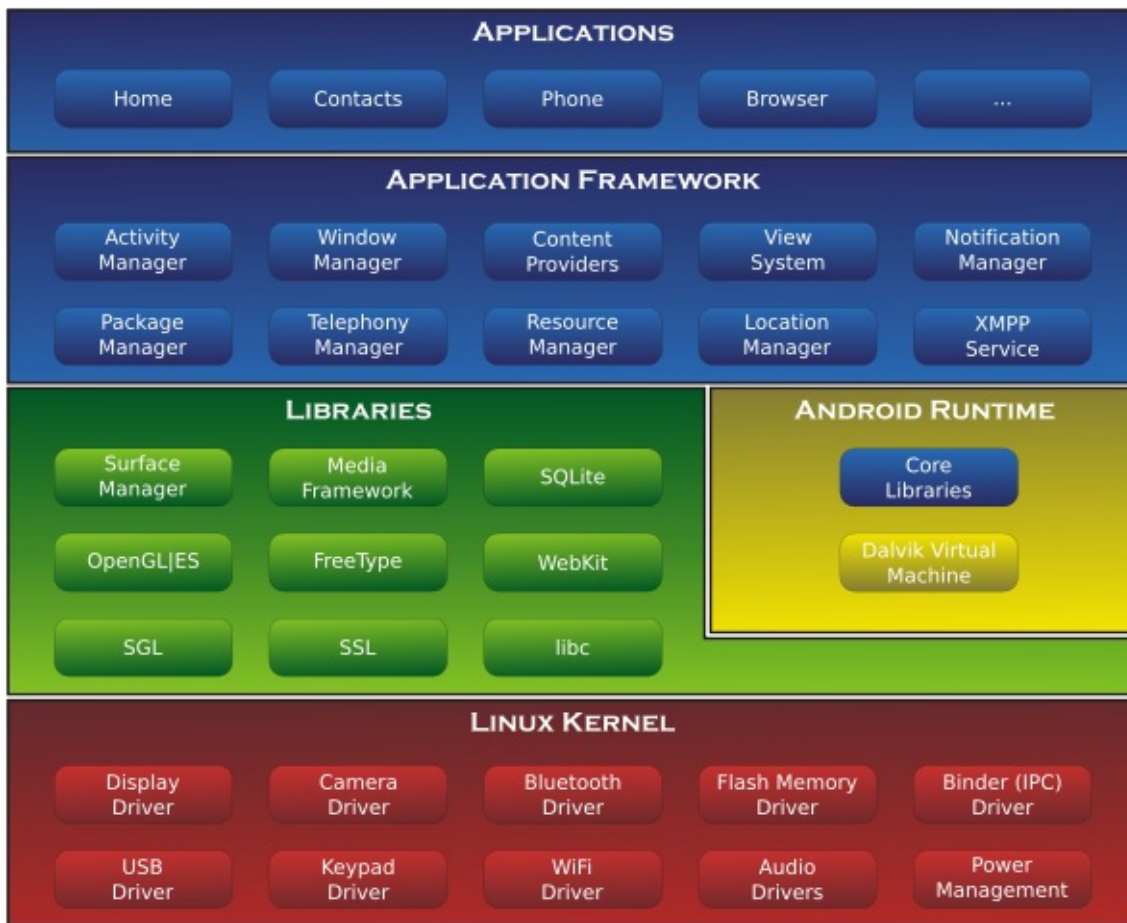 APPLICATIONS
Home
Contacts
Phone
Browser
...
APPLICATION FRAMEWORK
Activity
Manager
Window
Manager
Content
Providers
View
System
Notification
Manager
Package
Manager
Telephony
Manager
Resource
Manager
Location
Manager
XMPP
Service
LIBRARIES
Surface
Manager
Media
Framework
SQLite
OpenGL|ES
FreeType
WebKit
SGL
SSL
libc
ANDROID RUNTIME
Core
Libraries
Dalvik Virtual
Machine
LINUX KERNEL
Display
Driver
Camera
Driver
Bluetooth
Driver
Flash Memory
Driver
Binder (IPC)
Driver
USB
Driver
Keypad
Driver
WiFi
Driver
Audio
Drivers
Power
Management